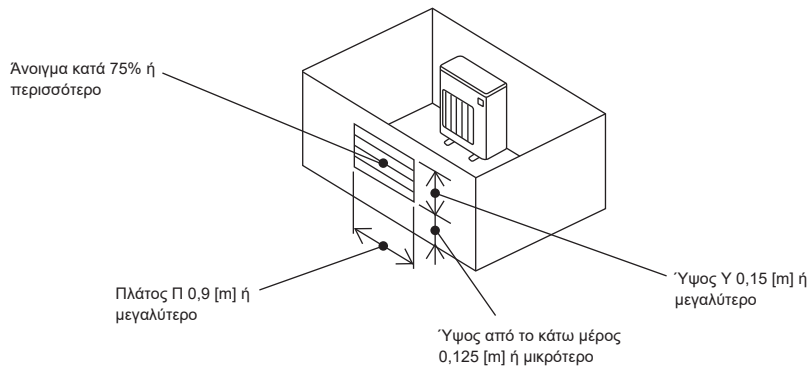 Άνοιγμα κατά 75% ή
περισσότερο
Πλάτος Π 0,9 [m] ή
μεγαλύτερο
Ύψος από το κάτω μέρος
0,125 [m] ή μικρότερο
Ύψος Υ 0,15 [m] ή
μεγαλύτερο